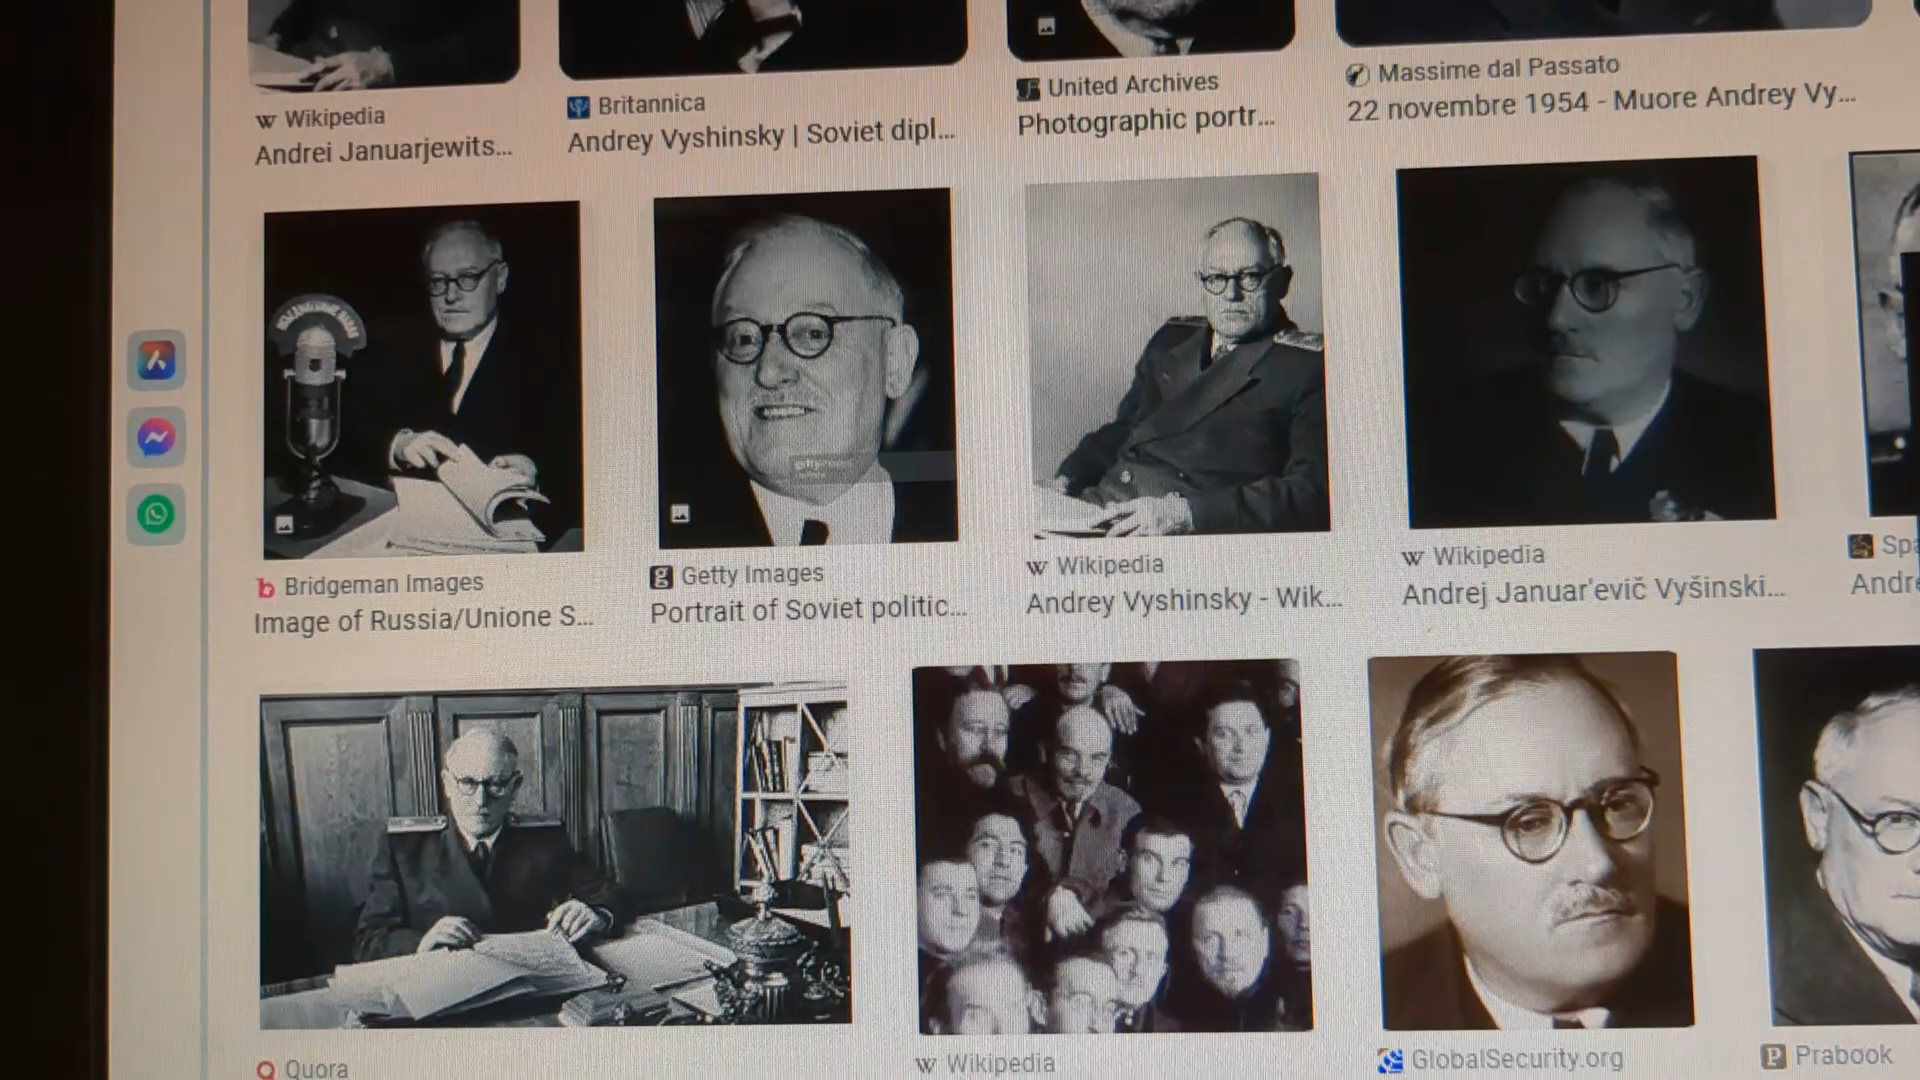 Wikipedia
Andrei Januarjewits...
Britannica
Andrey Vyshinsky | Soviet dipl...
United Archives
Photographic portr...
Massime dal Passato
22 novembre 1954 - Muore Andrey Vy...
Bridgeman Images
Image of Russia/Unione S...
gettyimages
Getty Images
Portrait of Soviet politic...
Wikipedia
Andrey Vyshinsky - Wik...
Wikipedia
Andrej Januar'evič Vyšinski...
Andre
Quora
Wikipedia
GlobalSecurity.org
Prabook